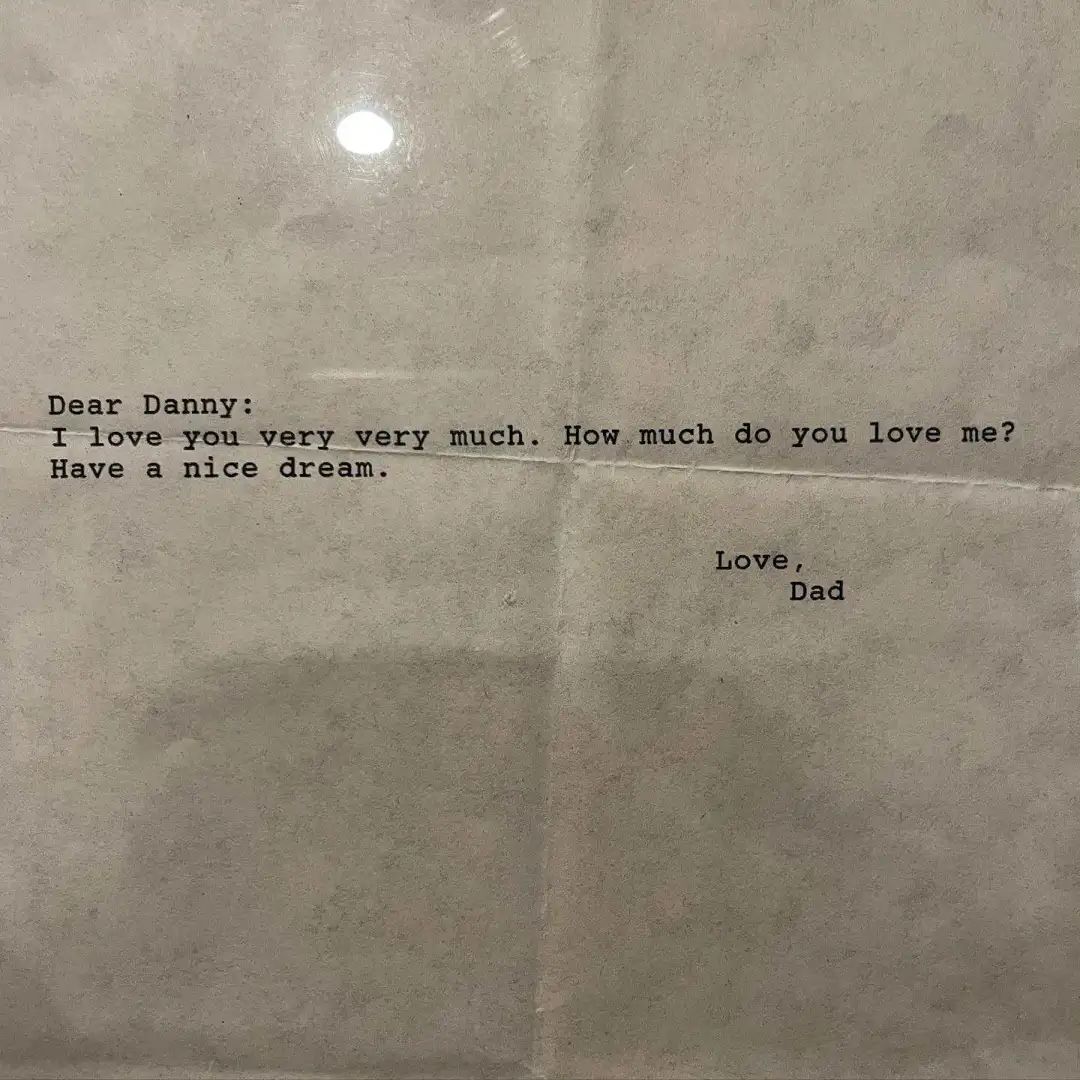 Dear Danny:
I love you very very much. How much do you love me?
Have a nice dream.
Love,
Dad